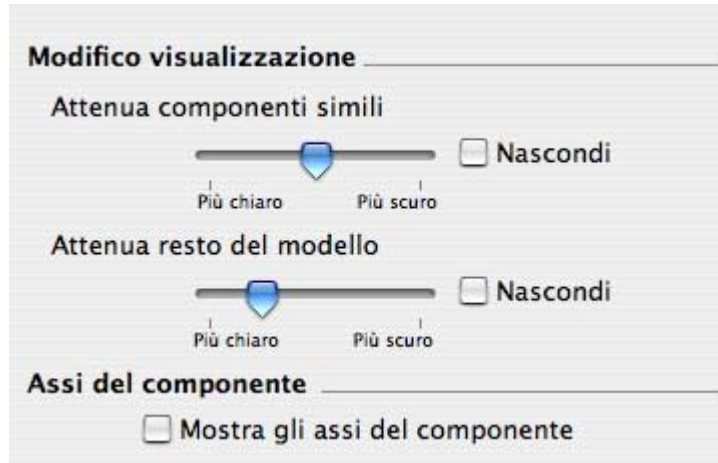 Modifico visualizzazione
Attenua componenti simili
Nascondi
Più chiaro Più scuro
Attenua resto del modello
Nascondi
Più chiaro Più scuro
Assi del componente
Mostra gli assi del componente